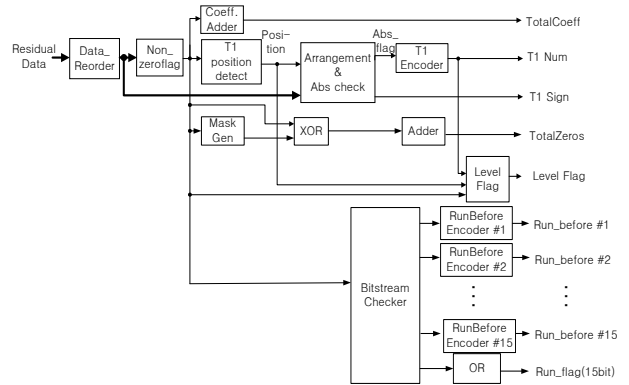 Coeff.
Adder
TotalCoeff
Residual
Data
Data_
Reorder
Non_
zeroflag
T1
position
detect
Posi-
tion
Arrangement
&
Abs check
Abs_
flag
T1
Encoder
T1 Num
T1 Sign
Mask
Gen
XOR
Adder
TotalZeros
Level
Flag
Level Flag
Bitstream
Checker
RunBefore
Encoder #1
Run_before #1
RunBefore
Encoder #2
Run_before #2
RunBefore
Encoder #15
Run_before #15
OR
Run_flag(15bit)